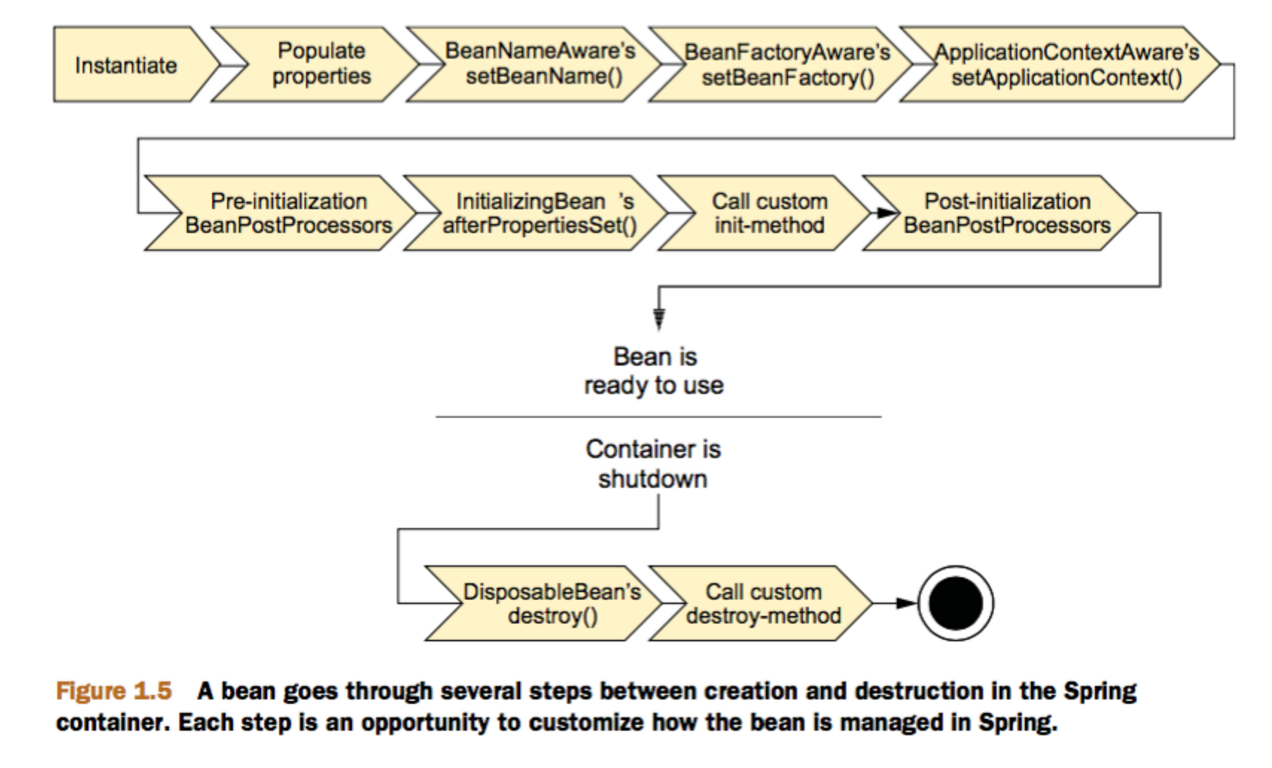 Instantiate
Populate
properties
BeanNameAware's
setBeanName()
BeanFactoryAware's
setBeanFactory()
ApplicationContextAware's
setApplicationContext()
Pre-initialization
BeanPostProcessors
InitializingBean 's
afterPropertiesSet()
Call custom
init-method
Post-initialization
BeanPostProcessors
Bean is
ready to use
Container is
shutdown
DisposableBean's
destroy()
Call custom
destroy-method
Figure 1.5 A bean goes through several steps between creation and destruction in the Spring
container. Each step is an opportunity to customize how the bean is managed in Spring.